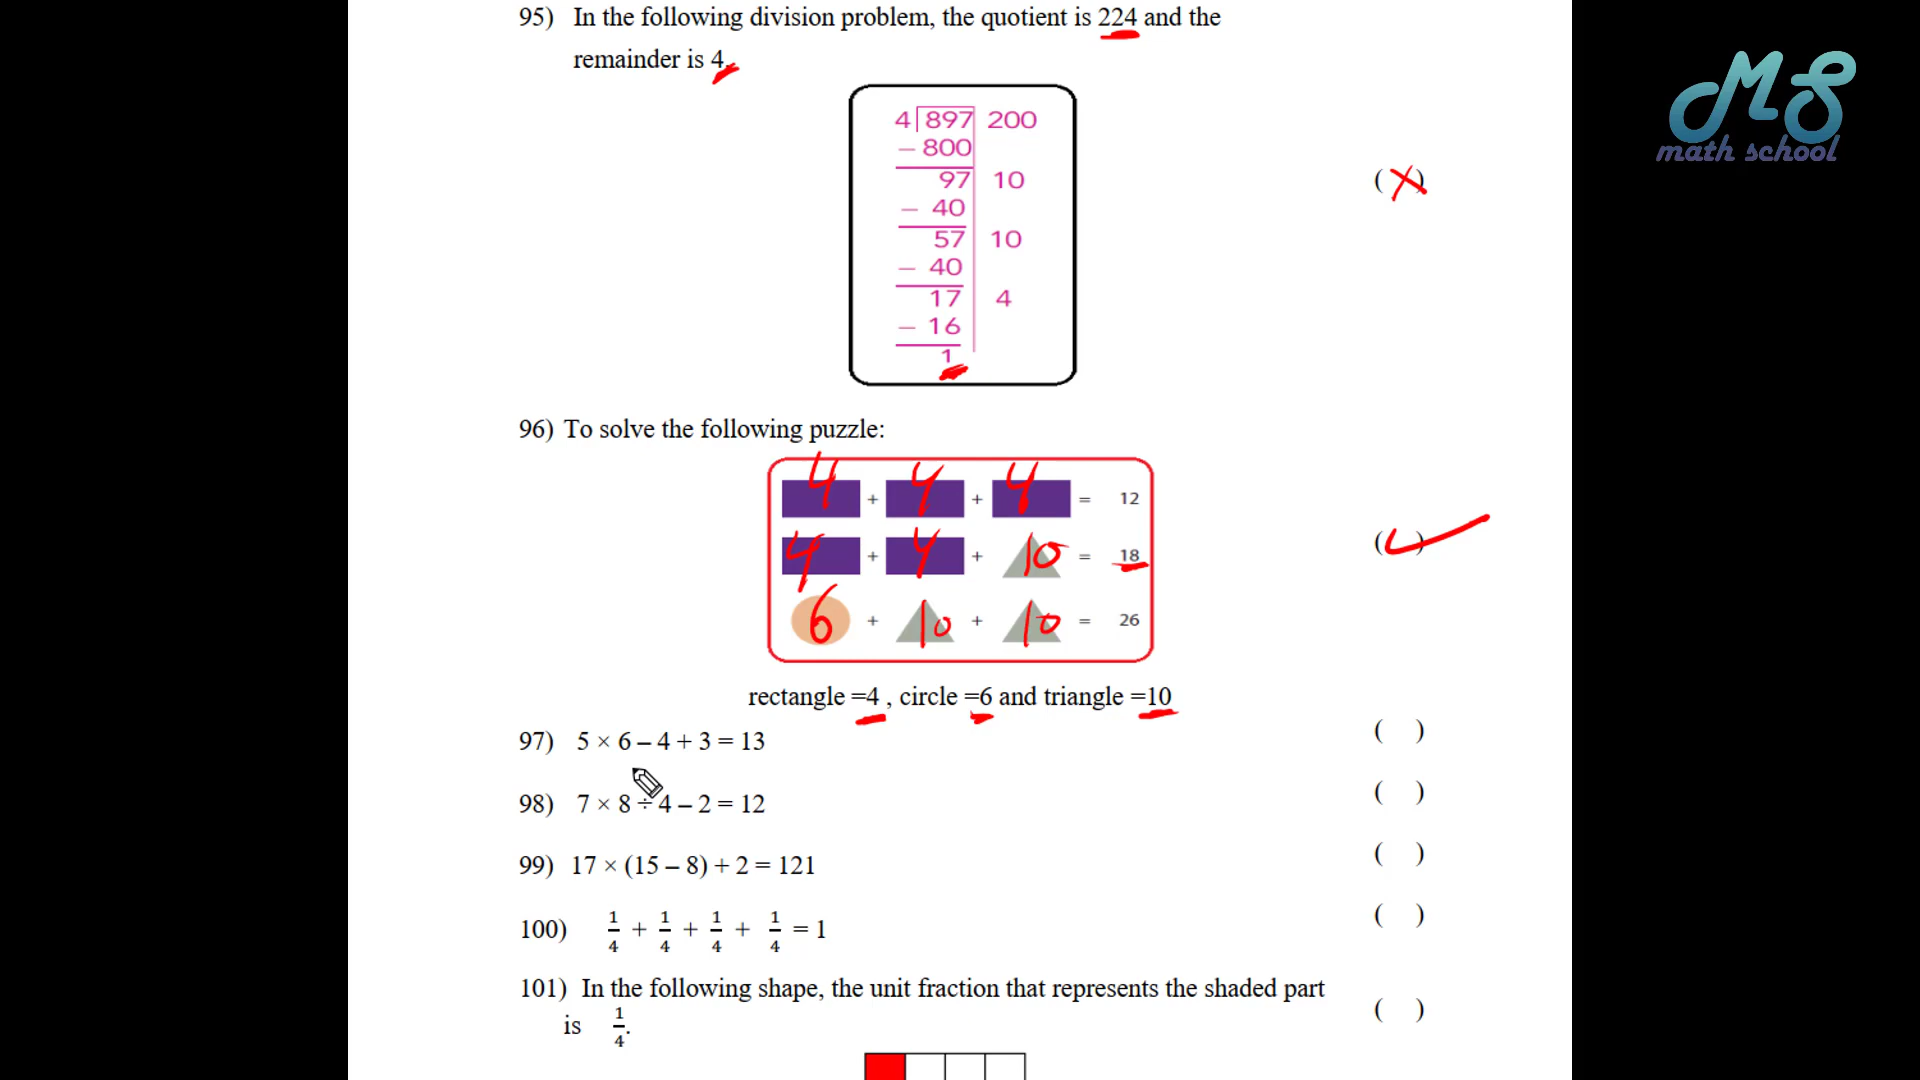 95) In the following division problem, the quotient is 224 and the
remainder is 4.
4 897 200
– 800
97 10
– 40
57 10
– 40
17 4
– 16
1
( X )
96) To solve the following puzzle:
4 + 4 + 4 = 12
4 + 4 + 10 = 18
6 + 10 + 10 = 26
( ✓ )
rectangle =4 , circle =6 and triangle =10
97) 5 × 6 – 4 + 3 = 13 ( )
98) 7 × 8 ÷ 4 – 2 = 12 ( )
99) 17 × (15 – 8) + 2 = 121 ( )
100) 1/4 + 1/4 + 1/4 + 1/4 = 1 ( )
101) In the following shape, the unit fraction that represents the shaded part
is 1/4. ( )
MS
math school